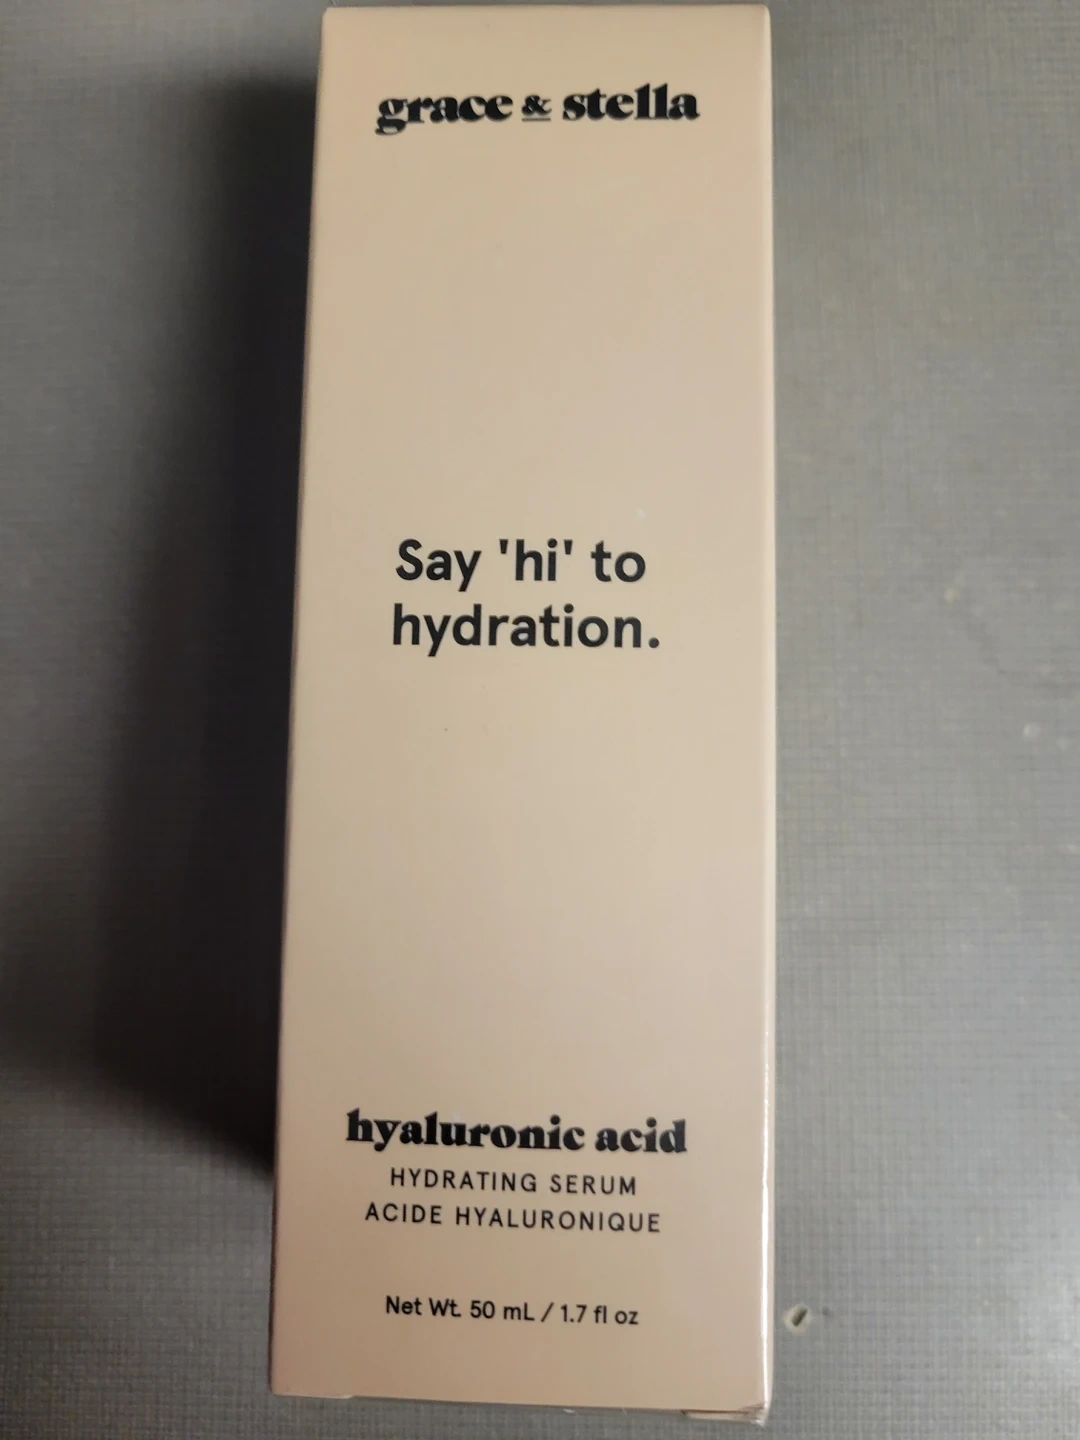 grace & stella
Say 'hi' to
hydration.
hyaluronic acid
HYDRATING SERUM
ACIDE HYALURONIQUE
Net Wt. 50 mL / 1.7 fl oz